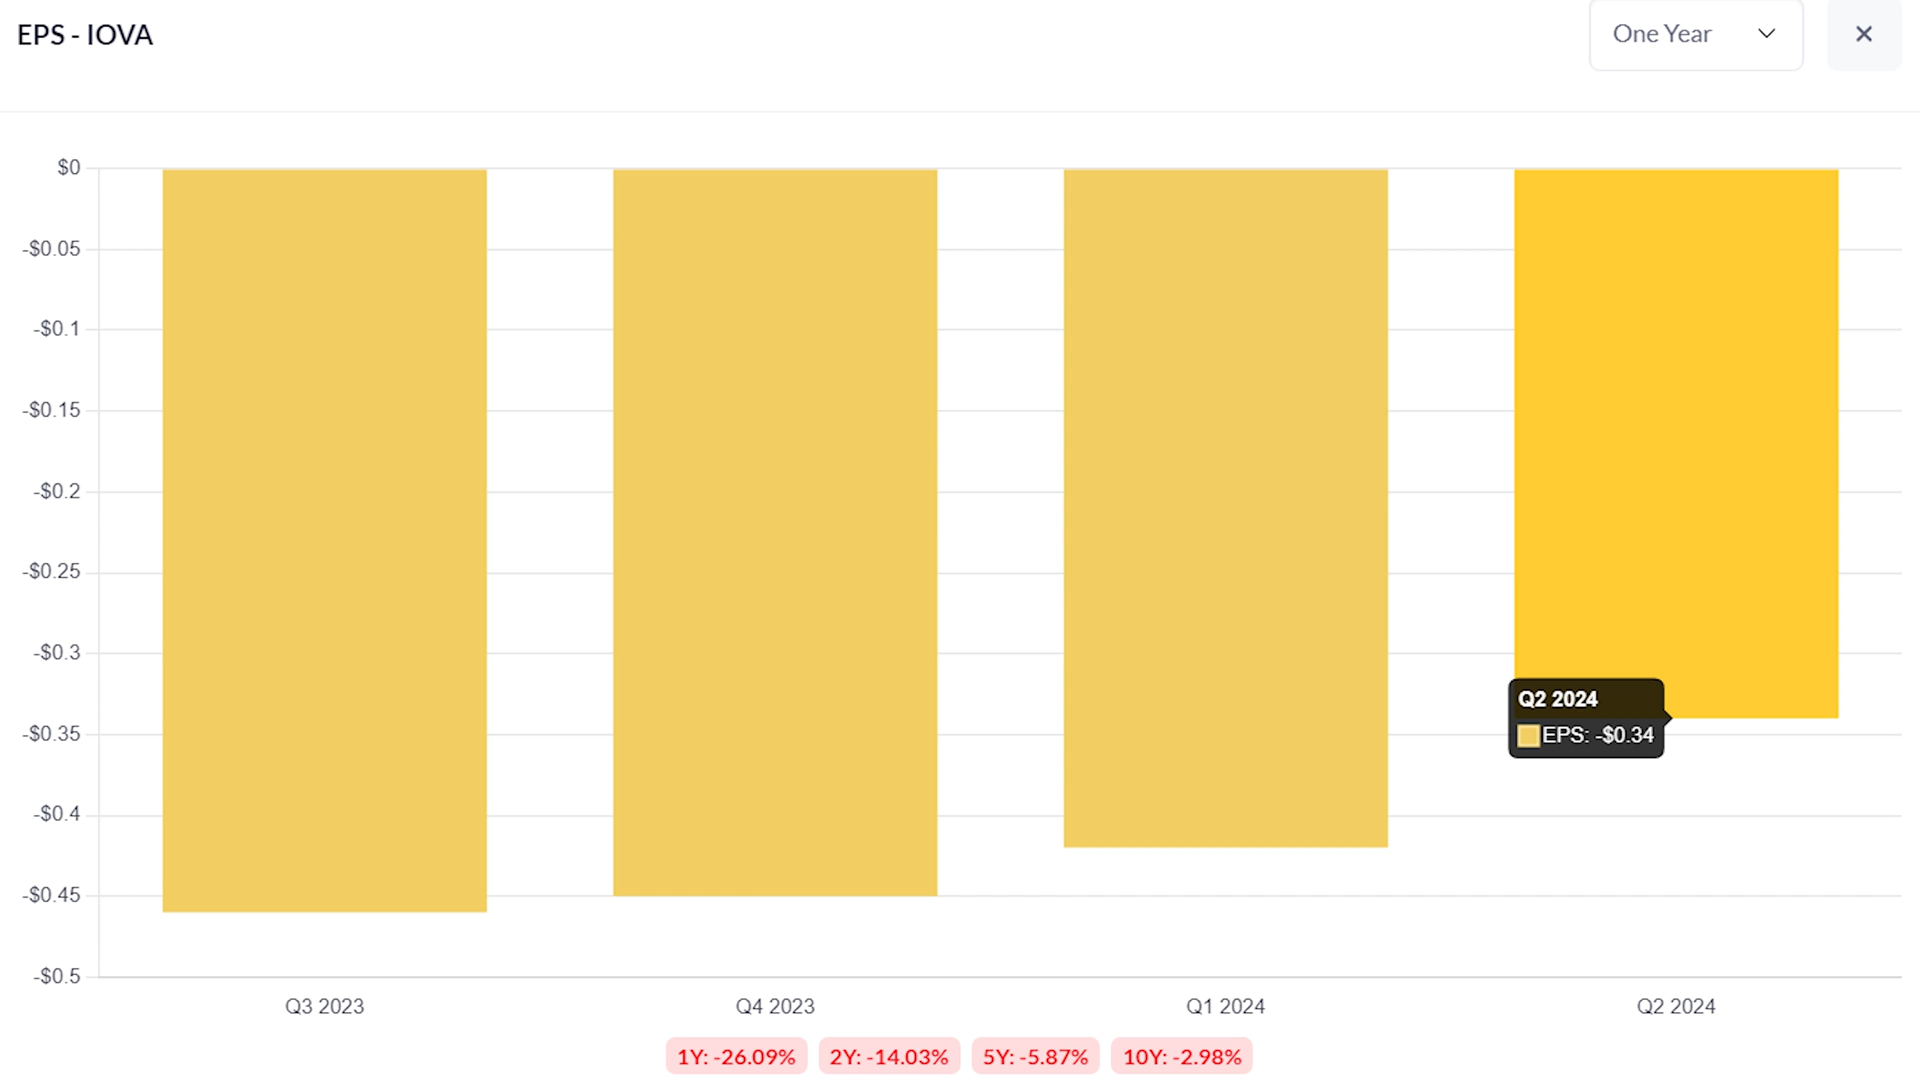 EPS - IOVA
One Year
$0
-$0.05
-$0.1
-$0.15
-$0.2
-$0.25
-$0.3
-$0.35
-$0.4
-$0.45
-$0.5
Q2 2024
EPS: -$0.34
Q3 2023 Q4 2023 Q1 2024 Q2 2024
1Y: -26.09% 2Y: -14.03% 5Y: -5.87% 10Y: -2.98%